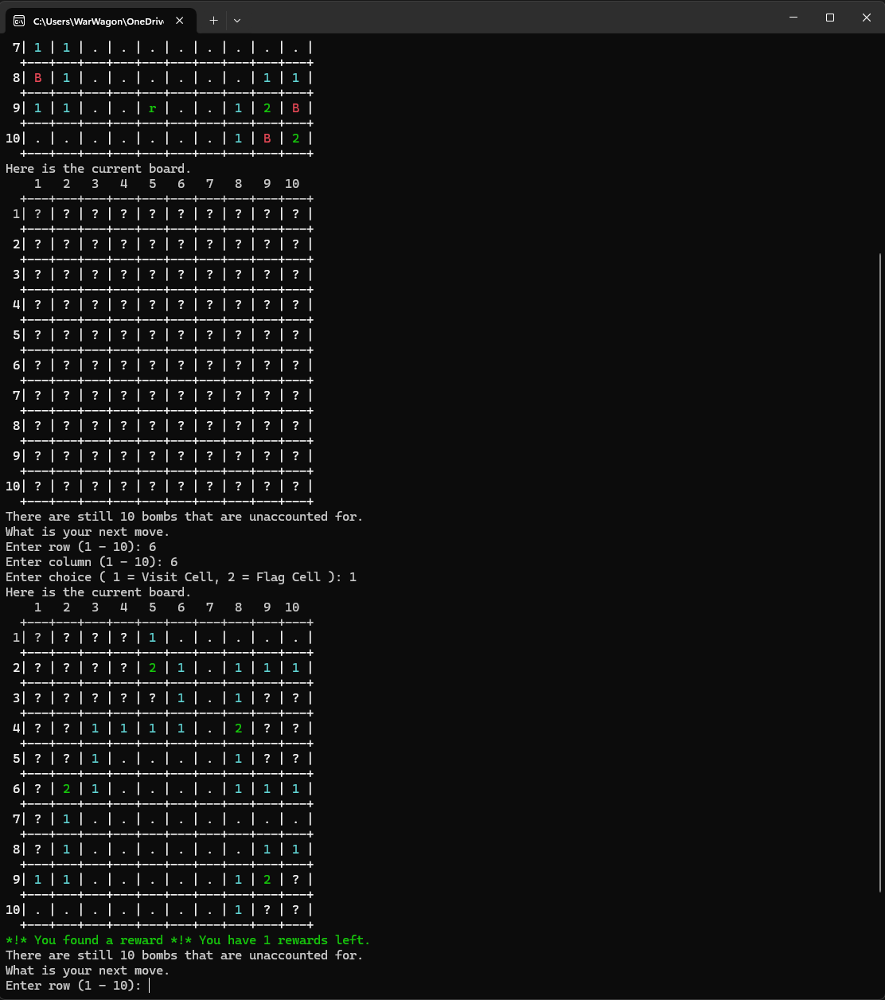 C:\Users\WarWagon\OneDriv
7| 1 | 1 | . | . | . | . | . | . | . | . |
+---+---+---+---+---+---+---+---+---+---+
8| B | 1 | . | . | . | . | . | . | 1 | 1 |
+---+---+---+---+---+---+---+---+---+---+
9| 1 | 1 | . | . | r | . | . | 1 | 2 | B |
+---+---+---+---+---+---+---+---+---+---+
10| . | . | . | . | . | . | . | 1 | B | 2 |
+---+---+---+---+---+---+---+---+---+---+
Here is the current board.
1 2 3 4 5 6 7 8 9 10
+---+---+---+---+---+---+---+---+---+---+
1| ? | ? | ? | ? | ? | ? | ? | ? | ? | ? |
+---+---+---+---+---+---+---+---+---+---+
2| ? | ? | ? | ? | ? | ? | ? | ? | ? | ? |
+---+---+---+---+---+---+---+---+---+---+
3| ? | ? | ? | ? | ? | ? | ? | ? | ? | ? |
+---+---+---+---+---+---+---+---+---+---+
4| ? | ? | ? | ? | ? | ? | ? | ? | ? | ? |
+---+---+---+---+---+---+---+---+---+---+
5| ? | ? | ? | ? | ? | ? | ? | ? | ? | ? |
+---+---+---+---+---+---+---+---+---+---+
6| ? | ? | ? | ? | ? | ? | ? | ? | ? | ? |
+---+---+---+---+---+---+---+---+---+---+
7| ? | ? | ? | ? | ? | ? | ? | ? | ? | ? |
+---+---+---+---+---+---+---+---+---+---+
8| ? | ? | ? | ? | ? | ? | ? | ? | ? | ? |
+---+---+---+---+---+---+---+---+---+---+
9| ? | ? | ? | ? | ? | ? | ? | ? | ? | ? |
+---+---+---+---+---+---+---+---+---+---+
10| ? | ? | ? | ? | ? | ? | ? | ? | ? | ? |
+---+---+---+---+---+---+---+---+---+---+
There are still 10 bombs that are unaccounted for.
What is your next move.
Enter row (1 - 10): 6
Enter column (1 - 10): 6
Enter choice ( 1 = Visit Cell, 2 = Flag Cell ): 1
Here is the current board.
1 2 3 4 5 6 7 8 9 10
+---+---+---+---+---+---+---+---+---+---+
1| ? | ? | ? | ? | 1 | . | . | . | . | . |
+---+---+---+---+---+---+---+---+---+---+
2| ? | ? | ? | ? | 2 | 1 | . | 1 | 1 | 1 |
+---+---+---+---+---+---+---+---+---+---+
3| ? | ? | ? | ? | ? | 1 | . | 1 | ? | ? |
+---+---+---+---+---+---+---+---+---+---+
4| ? | ? | 1 | 1 | 1 | 1 | . | 2 | ? | ? |
+---+---+---+---+---+---+---+---+---+---+
5| ? | ? | 1 | . | . | . | . | 1 | ? | ? |
+---+---+---+---+---+---+---+---+---+---+
6| ? | 2 | 1 | . | . | . | . | 1 | 1 | 1 |
+---+---+---+---+---+---+---+---+---+---+
7| ? | 1 | . | . | . | . | . | . | . | . |
+---+---+---+---+---+---+---+---+---+---+
8| ? | 1 | . | . | . | . | . | . | 1 | 1 |
+---+---+---+---+---+---+---+---+---+---+
9| 1 | 1 | . | . | . | . | . | 1 | 2 | ? |
+---+---+---+---+---+---+---+---+---+---+
10| . | . | . | . | . | . | . | 1 | ? | ? |
+---+---+---+---+---+---+---+---+---+---+
*!* You found a reward *!* You have 1 rewards left.
There are still 10 bombs that are unaccounted for.
What is your next move.
Enter row (1 - 10):